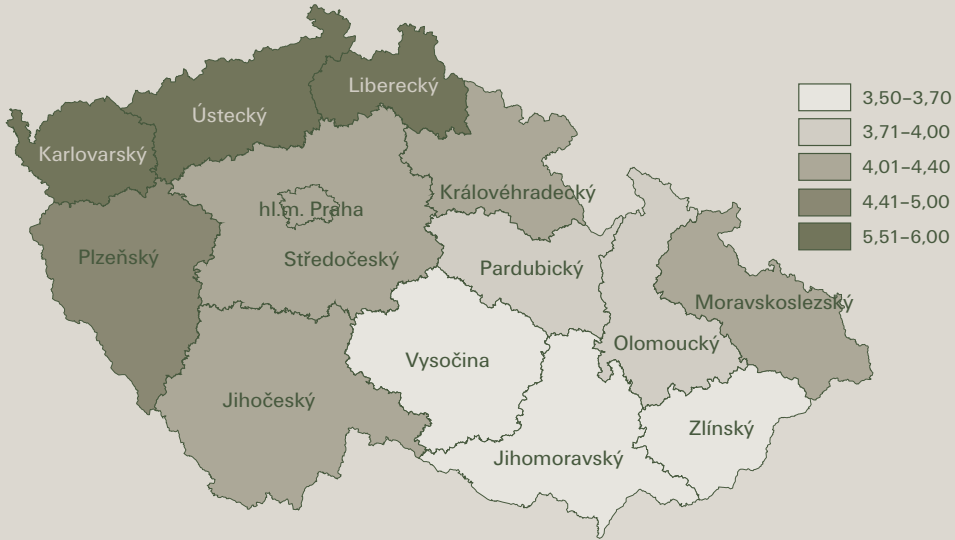 Liberecký
Ústecký
Karlovarský
Královéhradecký
hl.m. Praha
Plzeňský
Středočeský
Pardubický
Moravskoslezský
Olomoucký
Vysočina
Jihočeský
Zlínský
Jihomoravský
3,50–3,70
3,71–4,00
4,01–4,40
4,41–5,00
5,51–6,00